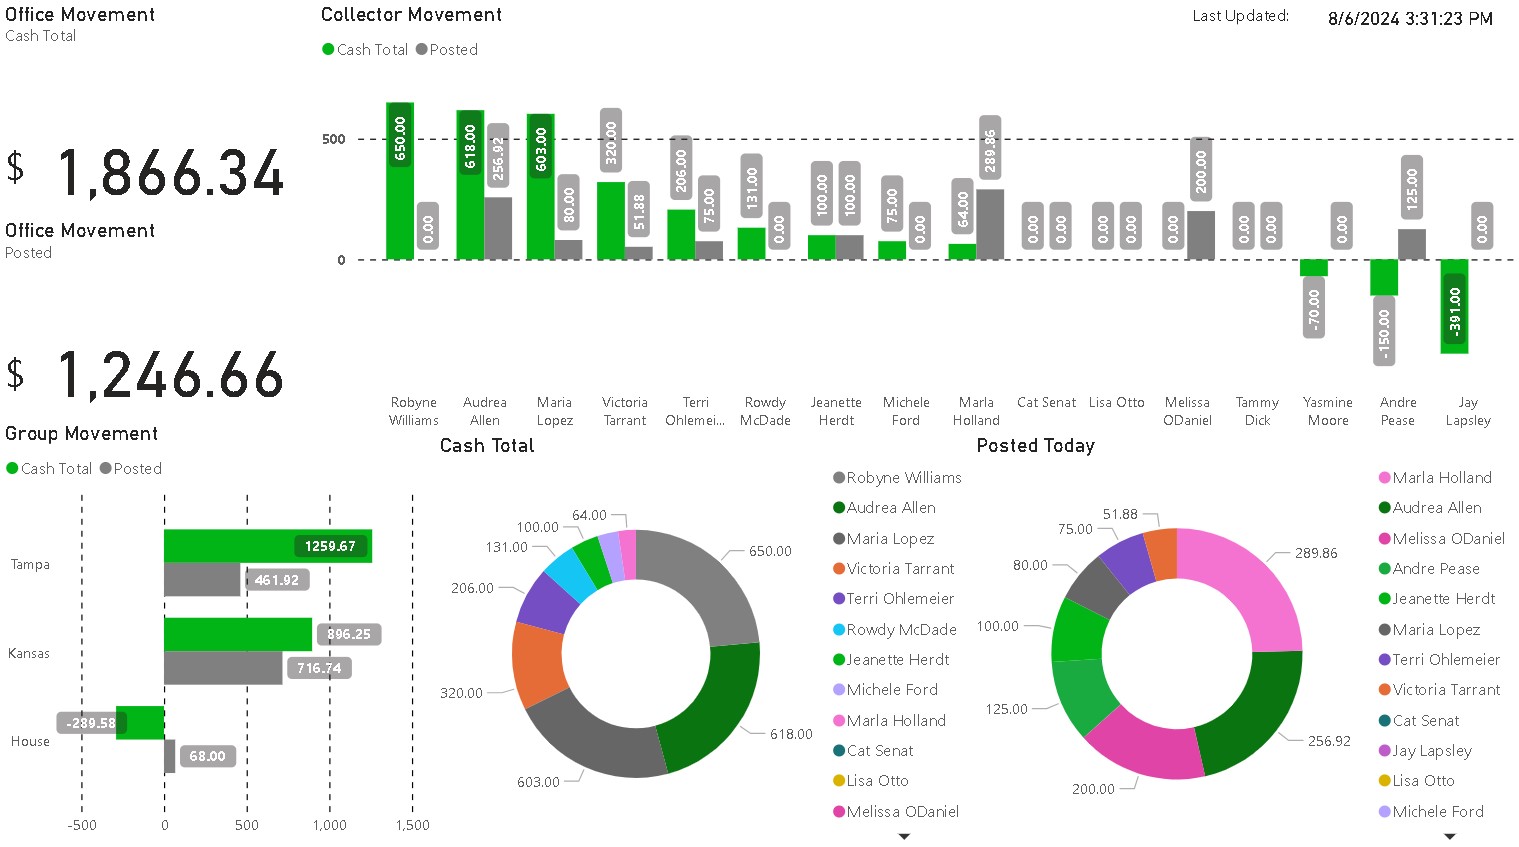 Office Movement
Cash Total
$ 1,866.34
Office Movement
Posted
$ 1,246.66
Collector Movement
Cash Total Posted
Last Updated: 8/6/2024 3:31:23 PM
500
0
650.00
0.00
618.00
256.92
603.00
80.00
320.00
51.88
206.00
75.00
131.00
0.00
100.00
100.00
75.00
0.00
64.00
289.86
0.00
0.00
0.00
0.00
0.00
200.00
0.00
0.00
-70.00
0.00
-150.00
125.00
-391.00
0.00
Robyne
Williams
Audrea
Allen
Maria
Lopez
Victoria
Tarrant
Terri
Ohlemei...
Rowdy
McDade
Jeanette
Herdt
Michele
Ford
Marla
Holland
Cat Senat
Lisa Otto
Melissa
ODaniel
Tammy
Dick
Yasmine
Moore
Andre
Pease
Jay
Lapsley
Group Movement
Cash Total Posted
Tampa
1259.67
461.92
Kansas
896.25
716.74
House
-289.58
68.00
-500 0 500 1,000 1,500
Cash Total
650.00
618.00
603.00
320.00
206.00
131.00
100.00
64.00
Robyne Williams
Audrea Allen
Maria Lopez
Victoria Tarrant
Terri Ohlemeier
Rowdy McDade
Jeanette Herdt
Michele Ford
Marla Holland
Cat Senat
Lisa Otto
Melissa ODaniel
Posted Today
289.86
256.92
200.00
125.00
100.00
80.00
75.00
51.88
Marla Holland
Audrea Allen
Melissa ODaniel
Andre Pease
Jeanette Herdt
Maria Lopez
Terri Ohlemeier
Victoria Tarrant
Cat Senat
Jay Lapsley
Lisa Otto
Michele Ford